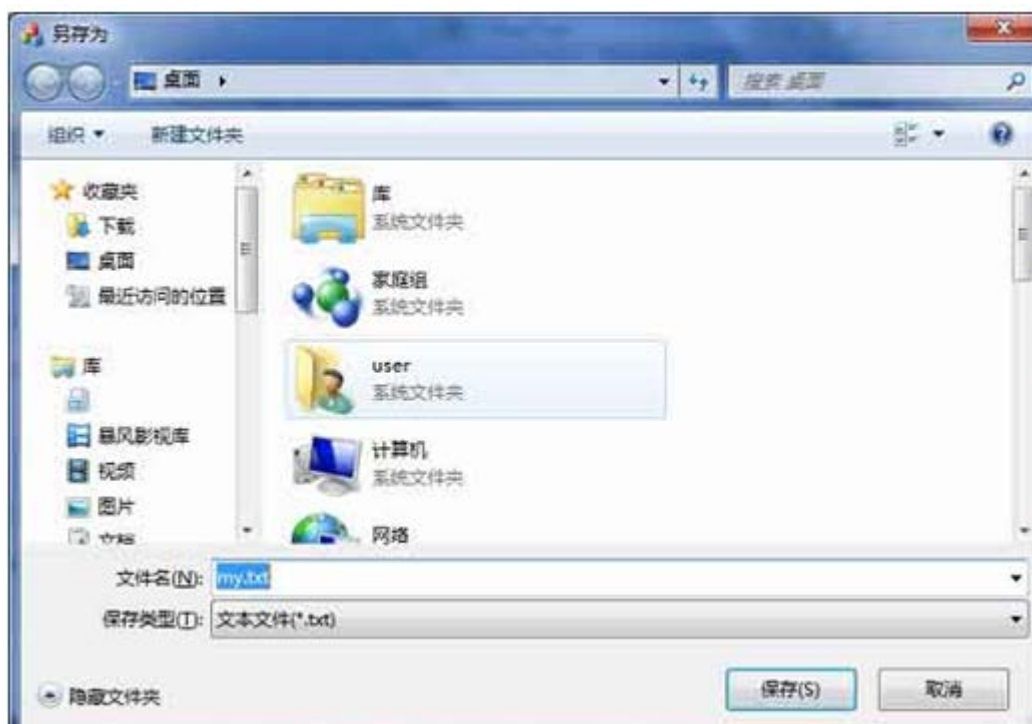 另存为
桌面
搜索 桌面
组织
新建文件夹
收藏夹
下载
桌面
最近访问的位置
库
暴风影视库
视频
图片
文档
库
系统文件夹
家庭组
系统文件夹
user
系统文件夹
计算机
系统文件夹
网络
文件名(N): my.txt
保存类型(T): 文本文件(*.txt)
隐藏文件夹
保存(S)
取消